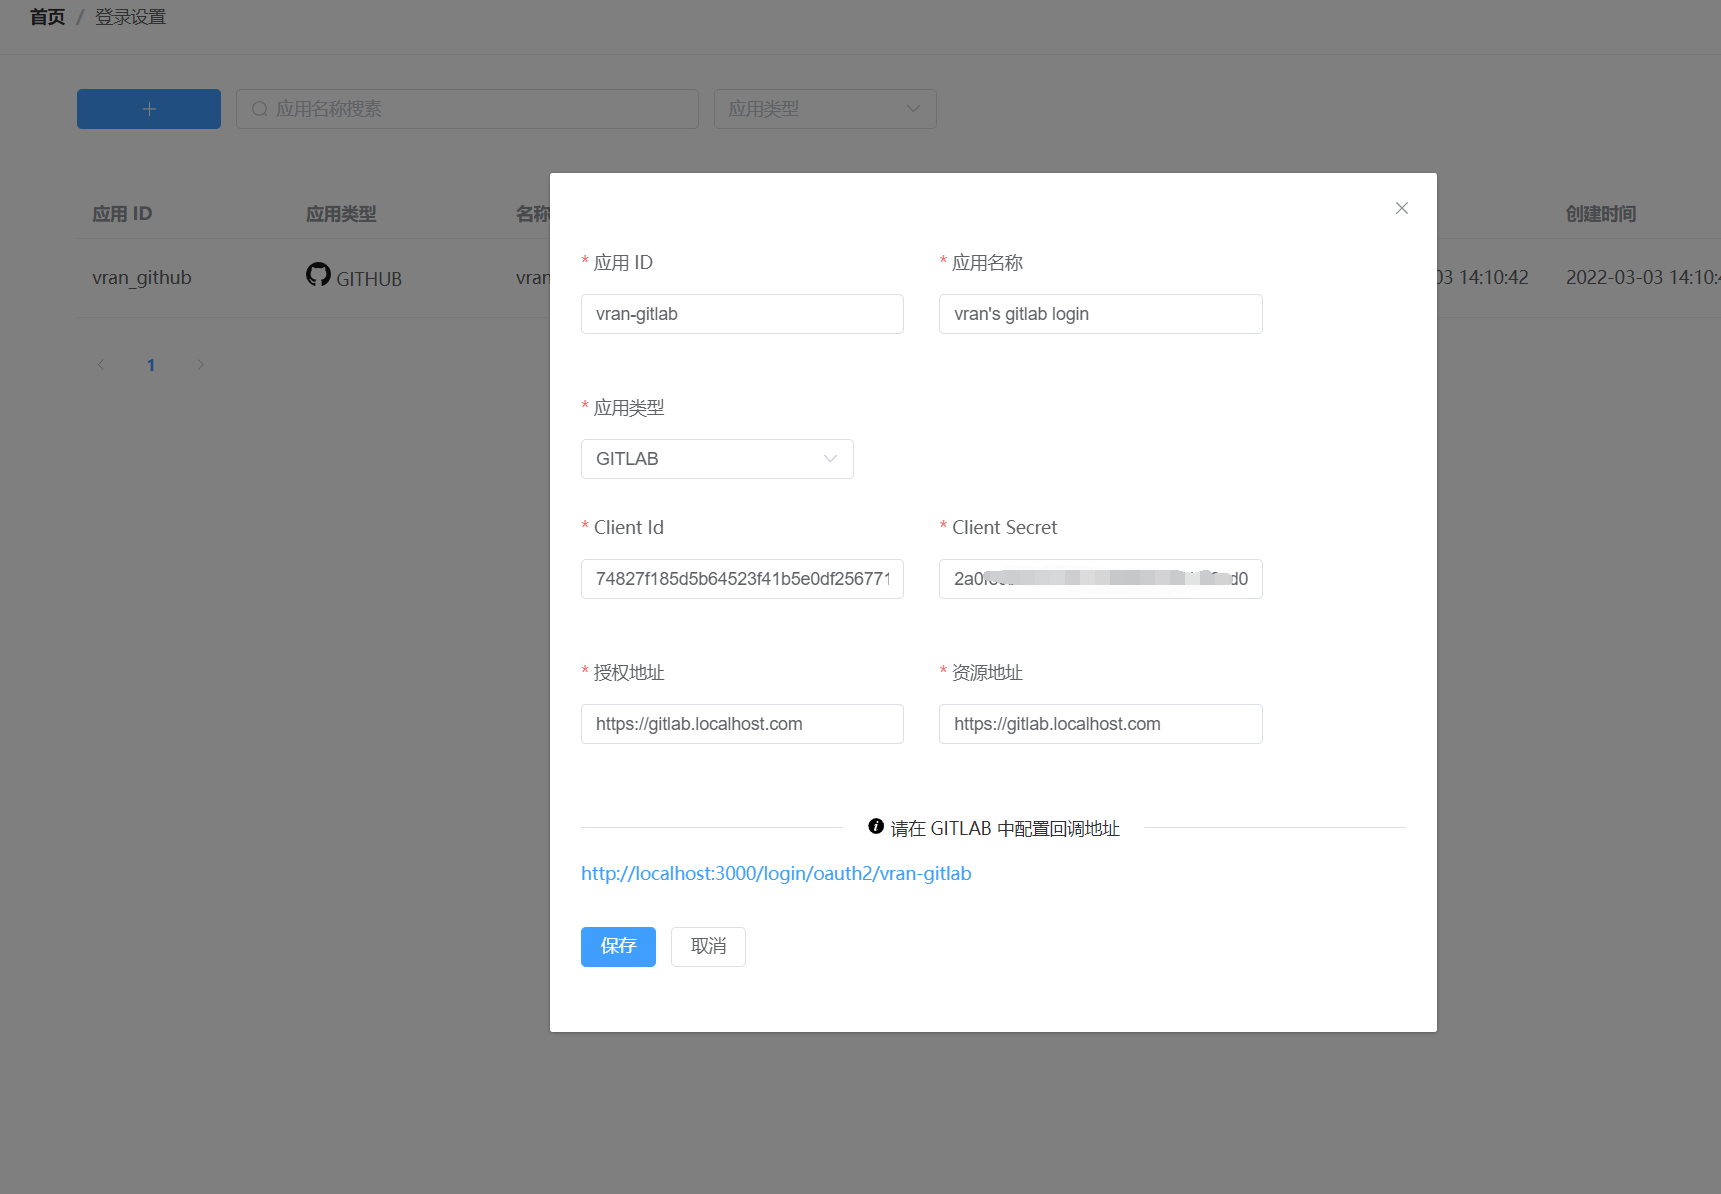 首页 / 登录设置
应用名称搜索 应用类型
应用 ID 应用类型 名称 创建时间
vran_github GITHUB vran 03 14:10:42 2022-03-03 14:10:4
1
* 应用 ID * 应用名称
vran-gitlab vran's gitlab login
* 应用类型
GITLAB
* Client Id * Client Secret
74827f185d5b64523f41b5e0df256771 2a0 d0
* 授权地址 * 资源地址
https://gitlab.localhost.com https://gitlab.localhost.com
请在 GITLAB 中配置回调地址
http://localhost:3000/login/oauth2/vran-gitlab
保存 取消